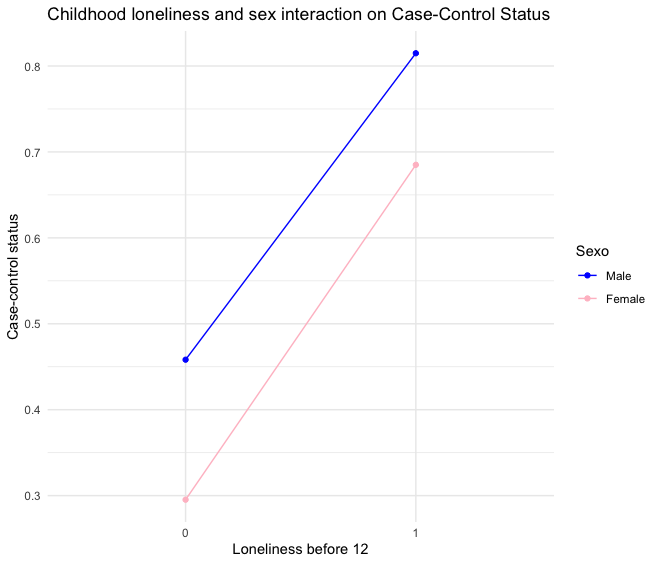 Childhood loneliness and sex interaction on Case-Control Status
0.8
0.7
0.6
0.5
0.4
0.3
Case-control status
0
1
Loneliness before 12
Sexo
Male
Female